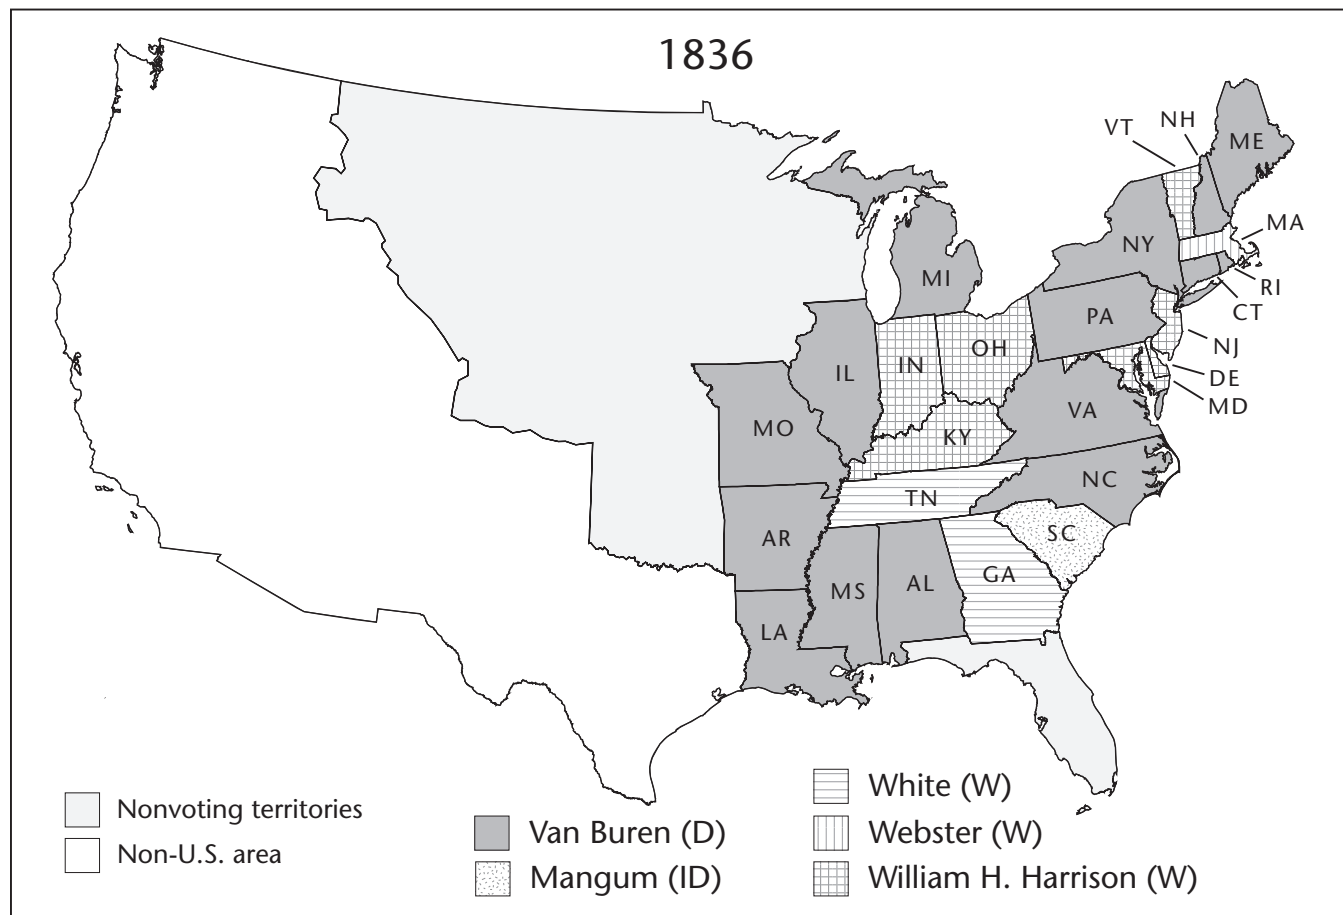 1836
VT
NH
ME
MA
NY
RI
CT
MI
PA
NJ
DE
MD
OH
IN
IL
VA
MO
KY
NC
TN
SC
AR
GA
MS
AL
LA
Nonvoting territories
Non-U.S. area
Van Buren (D)
Mangum (ID)
White (W)
Webster (W)
William H. Harrison (W)